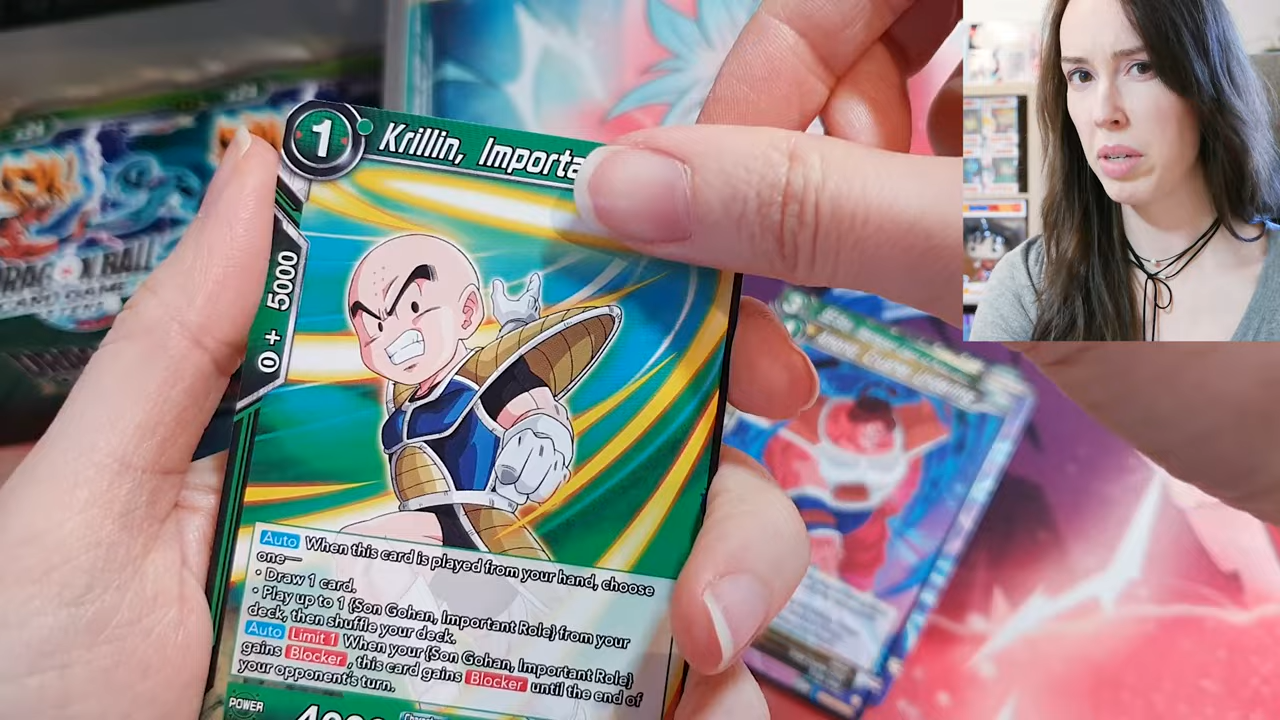 1 Krillin, Importa
0 + 5000
Auto When this card is played from your hand, choose
one—
• Draw 1 card.
• Play up to 1 {Son Gohan, Important Role} from your
deck, then shuffle your deck.
Auto Limit 1 When your {Son Gohan, Important Role}
gains Blocker, this card gains Blocker until the end of
your opponent's turn.
POWER